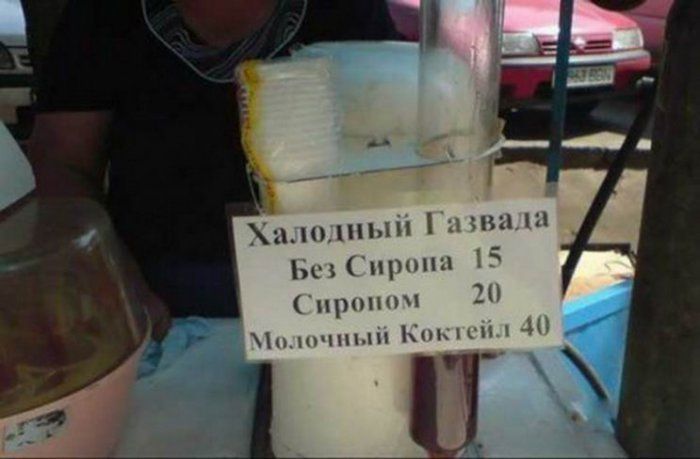 Халодный Газвада
Без Сиропа 15
Сиропом 20
Молочный Коктейл 40